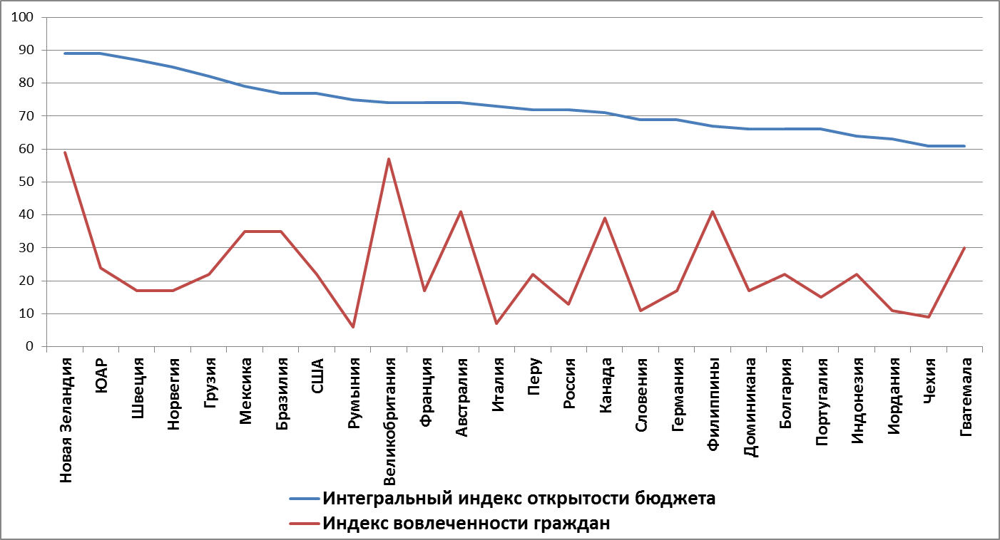 100
90
80
70
60
50
40
30
20
10
0
Новая Зеландия
ЮАР
Швеция
Норвегия
Грузия
Мексика
Бразилия
США
Румыния
Великобритания
Франция
Австралия
Италия
Перу
Россия
Канада
Словения
Германия
Филиппины
Доминикана
Болгария
Португалия
Индонезия
Иордания
Чехия
Гватемала
Интегральный индекс открытости бюджета
Индекс вовлеченности граждан